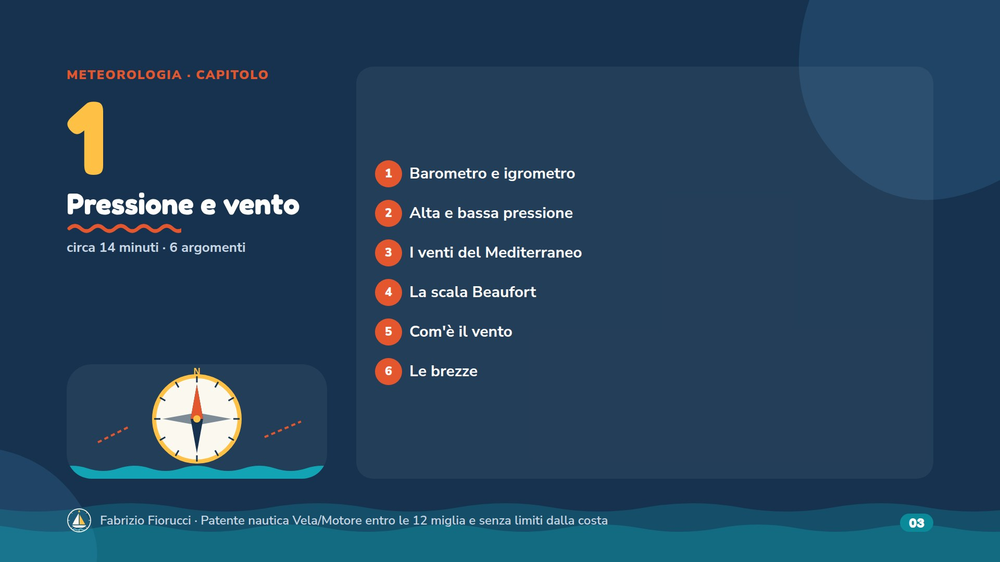 METEOROLOGIA · CAPITOLO
1
Pressione e vento
circa 14 minuti · 6 argomenti
N
1 Barometro e igrometro
2 Alta e bassa pressione
3 I venti del Mediterraneo
4 La scala Beaufort
5 Com'è il vento
6 Le brezze
Fabrizio Fiorucci · Patente nautica Vela/Motore entro le 12 miglia e senza limiti dalla costa
03